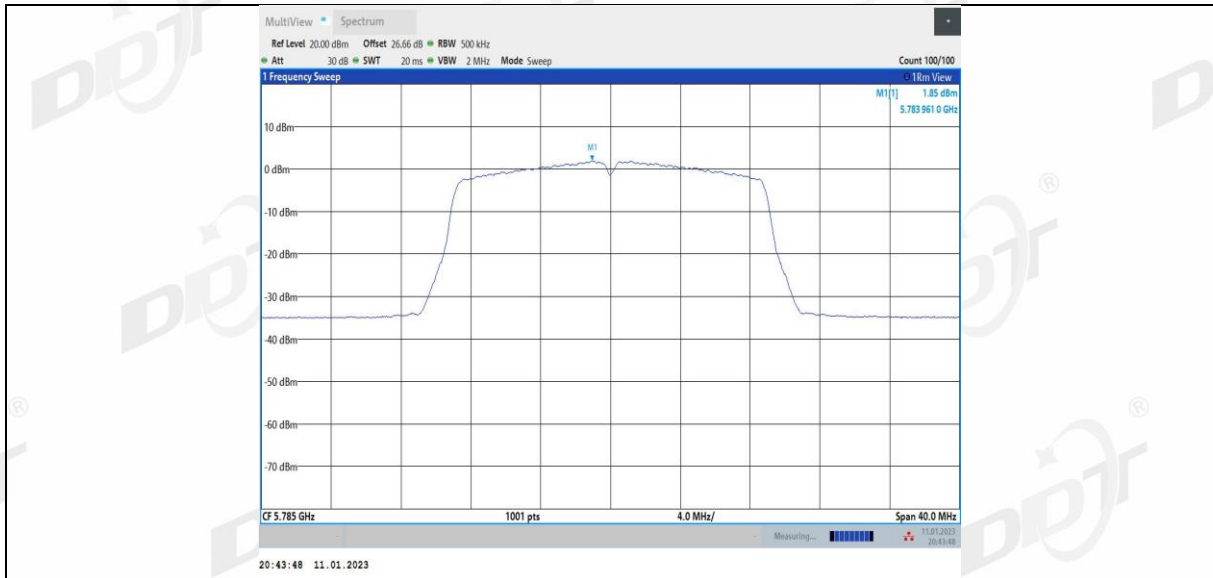 MultiView Spectrum
Ref Level 20.00 dBm Offset 26.66 dB RBW 500 kHz
Att 30 dB SWT 20 ms VBW 2 MHz Mode Sweep Count 100/100
1 Frequency Sweep 1Rm View
M1[1] 1.85 dBm
5.783 961 0 GHz
10 dBm
M1
0 dBm
-10 dBm
-20 dBm
-30 dBm
-40 dBm
-50 dBm
-60 dBm
-70 dBm
CF 5.785 GHz 1001 pts 4.0 MHz/ Span 40.0 MHz
Measuring... 11.01.2023
20:43:48
20:43:48 11.01.2023
DDT
®